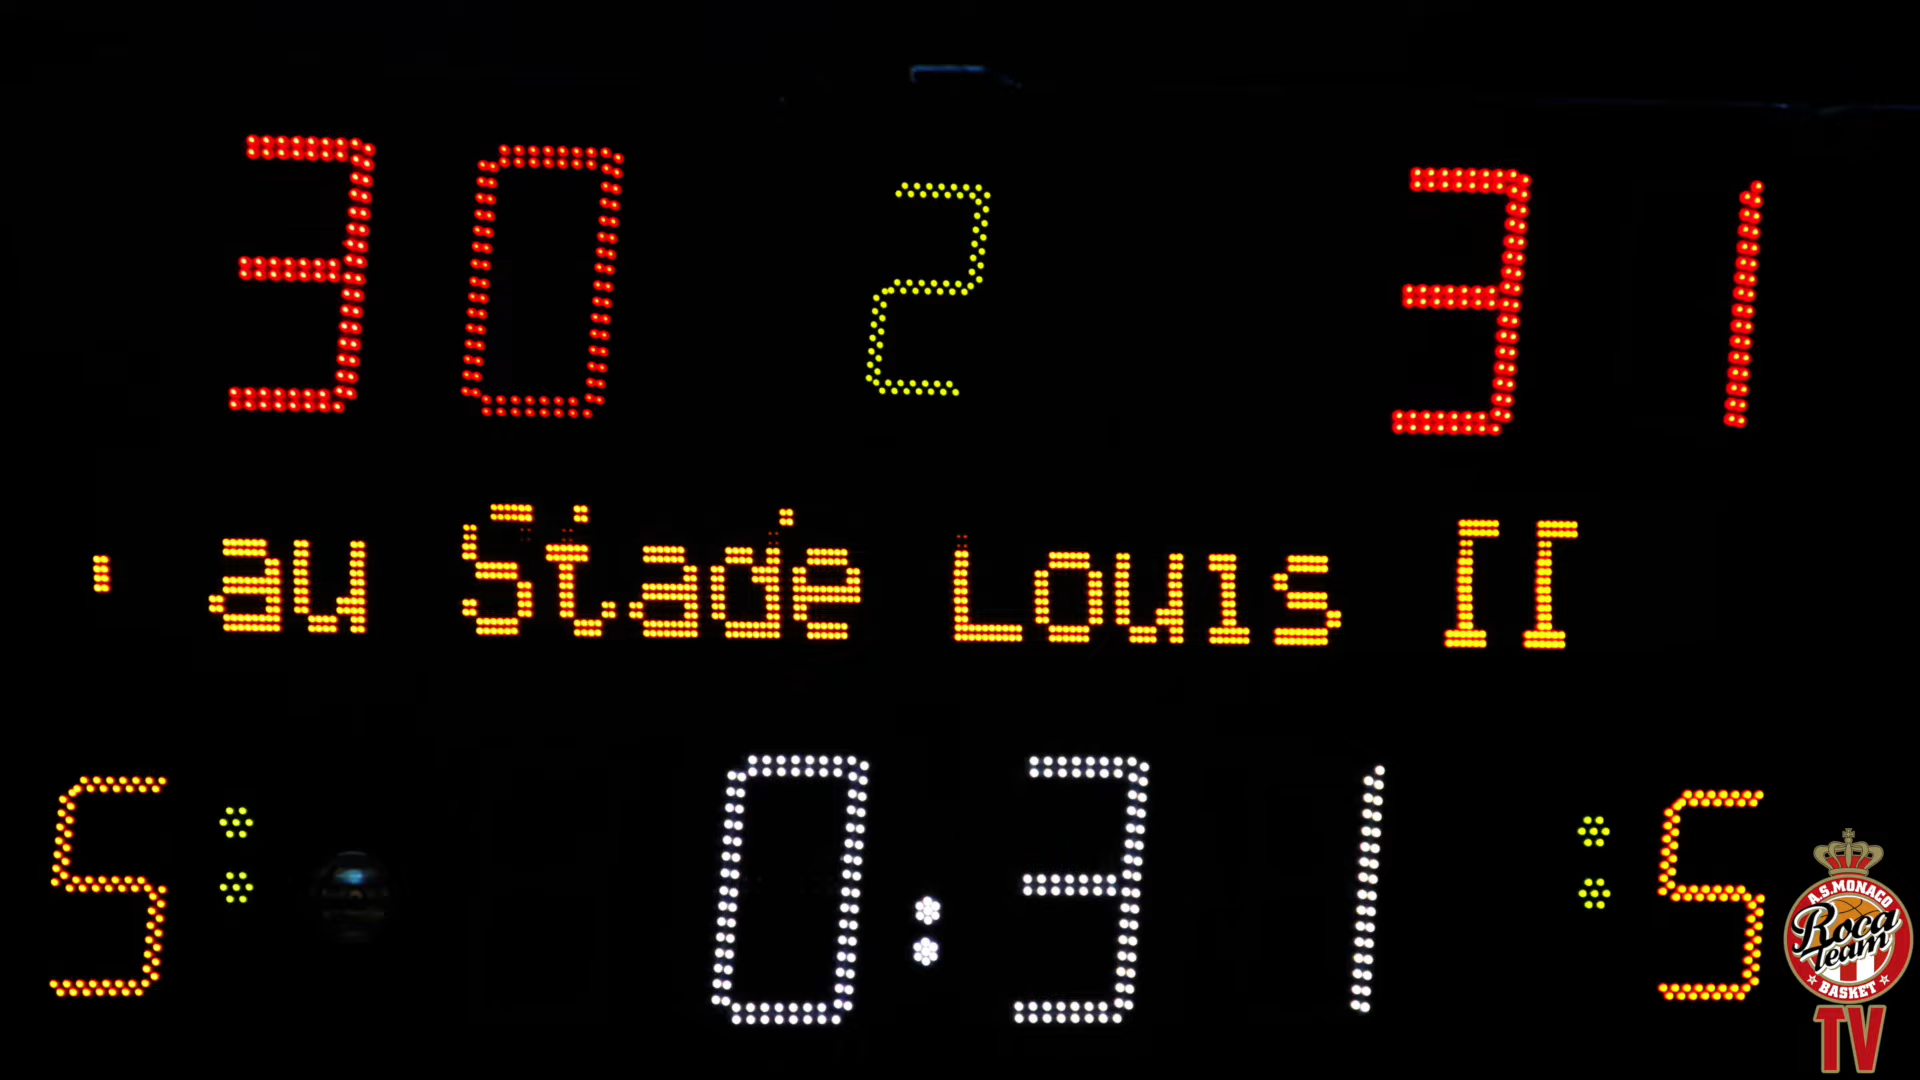 30 2 31
au Stade Louis II
5 : 0:31 : 5
A.S.MONACO
Roca
team
BASKET
TV